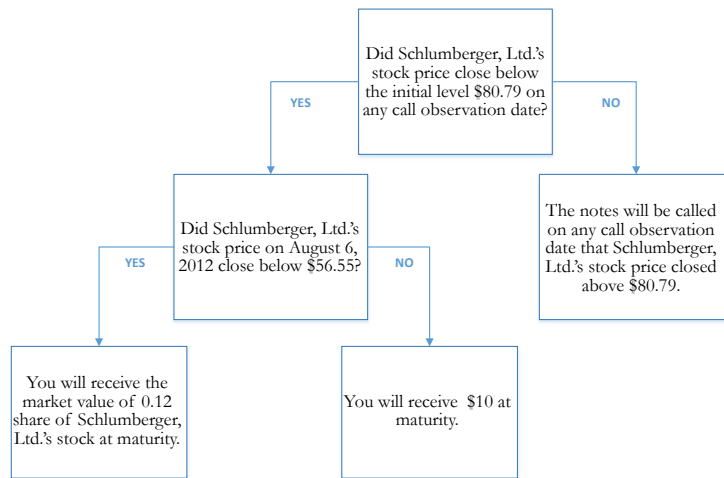 Did Schlumberger, Ltd.'s
stock price close below
the initial level $80.79 on
any call observation date?
YES
NO
Did Schlumberger, Ltd.'s
stock price on August 6,
2012 close below $56.55?
The notes will be called
on any call observation
date that Schlumberger,
Ltd.'s stock price closed
above $80.79.
YES
NO
You will receive the
market value of 0.12
share of Schlumberger,
Ltd.'s stock at maturity.
You will receive $10 at
maturity.